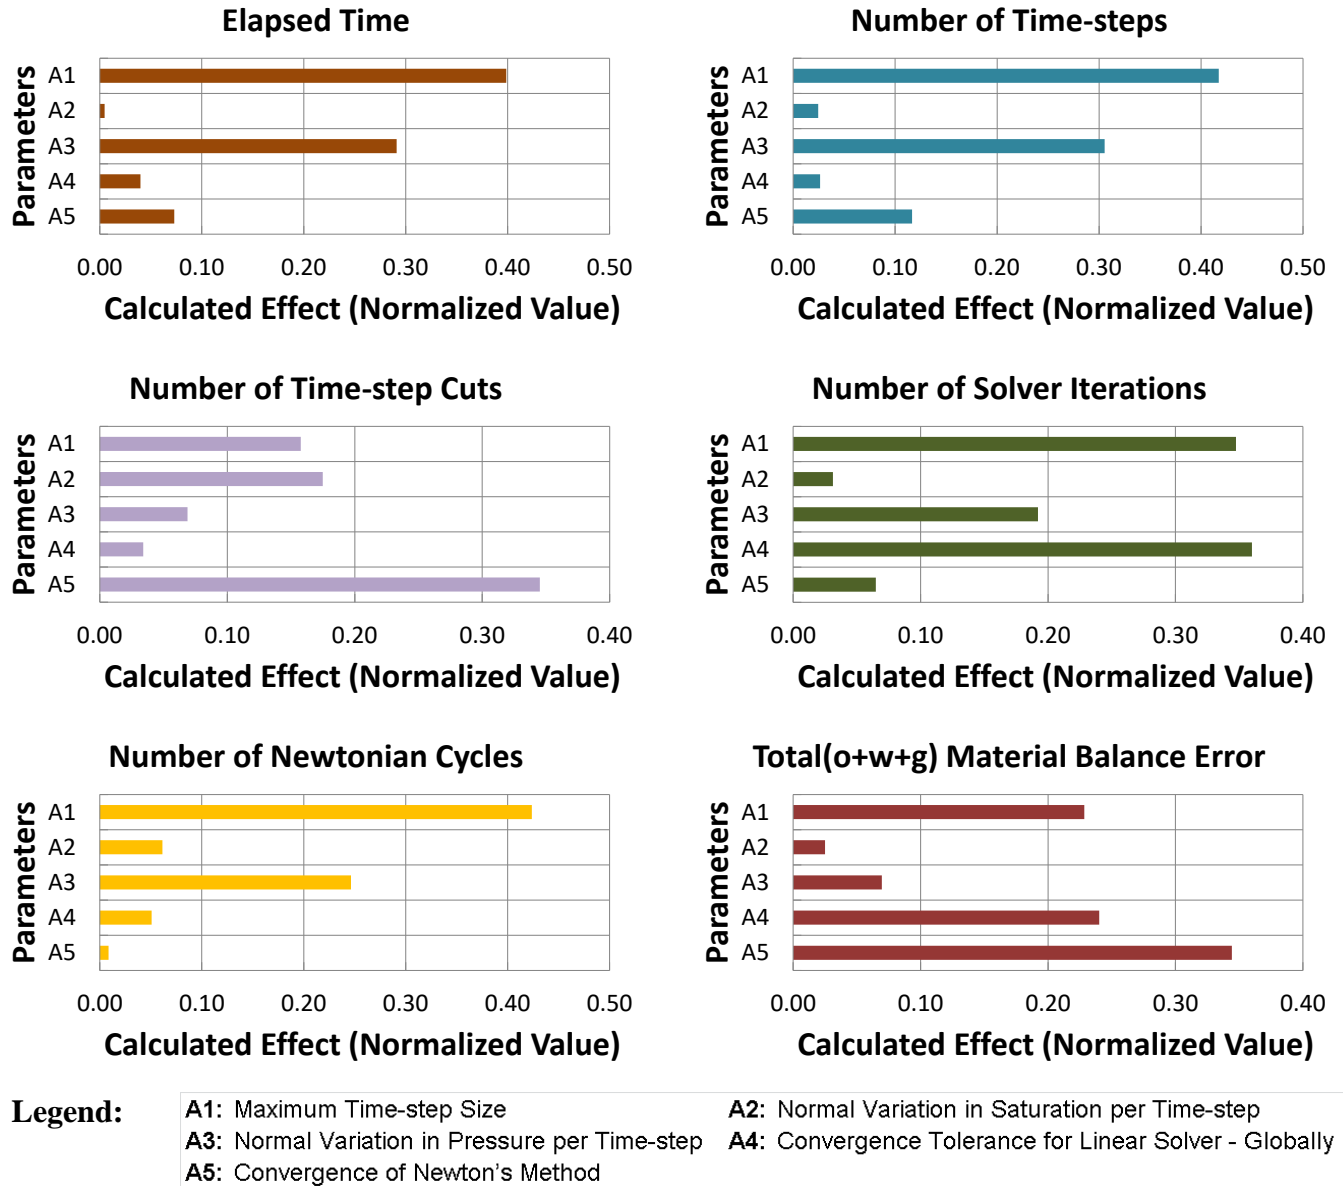 Elapsed Time
Parameters
A1
A2
A3
A4
A5
0.00 0.10 0.20 0.30 0.40 0.50
Calculated Effect (Normalized Value)
Number of Time-steps
Parameters
A1
A2
A3
A4
A5
0.00 0.10 0.20 0.30 0.40 0.50
Calculated Effect (Normalized Value)
Number of Time-step Cuts
Parameters
A1
A2
A3
A4
A5
0.00 0.10 0.20 0.30 0.40
Calculated Effect (Normalized Value)
Number of Solver Iterations
Parameters
A1
A2
A3
A4
A5
0.00 0.10 0.20 0.30 0.40
Calculated Effect (Normalized Value)
Number of Newtonian Cycles
Parameters
A1
A2
A3
A4
A5
0.00 0.10 0.20 0.30 0.40 0.50
Calculated Effect (Normalized Value)
Total(o+w+g) Material Balance Error
Parameters
A1
A2
A3
A4
A5
0.00 0.10 0.20 0.30 0.40
Calculated Effect (Normalized Value)
Legend:
A1: Maximum Time-step Size
A2: Normal Variation in Saturation per Time-step
A3: Normal Variation in Pressure per Time-step
A4: Convergence Tolerance for Linear Solver - Globally
A5: Convergence of Newton's Method